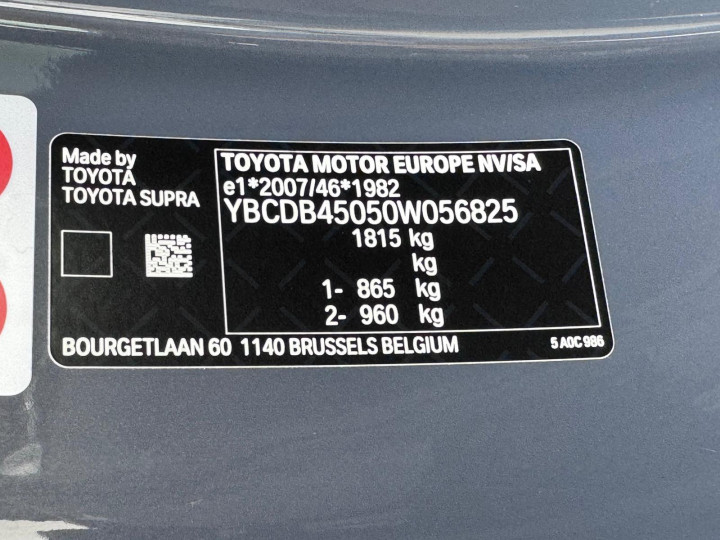 Made by
TOYOTA
TOYOTA SUPRA
TOYOTA MOTOR EUROPE NV/SA
e1*2007/46*1982
YBCDB45050W056825
1815 kg
kg
1- 865 kg
2- 960 kg
BOURGETLAAN 60 1140 BRUSSELS BELGIUM
5 A0C 986